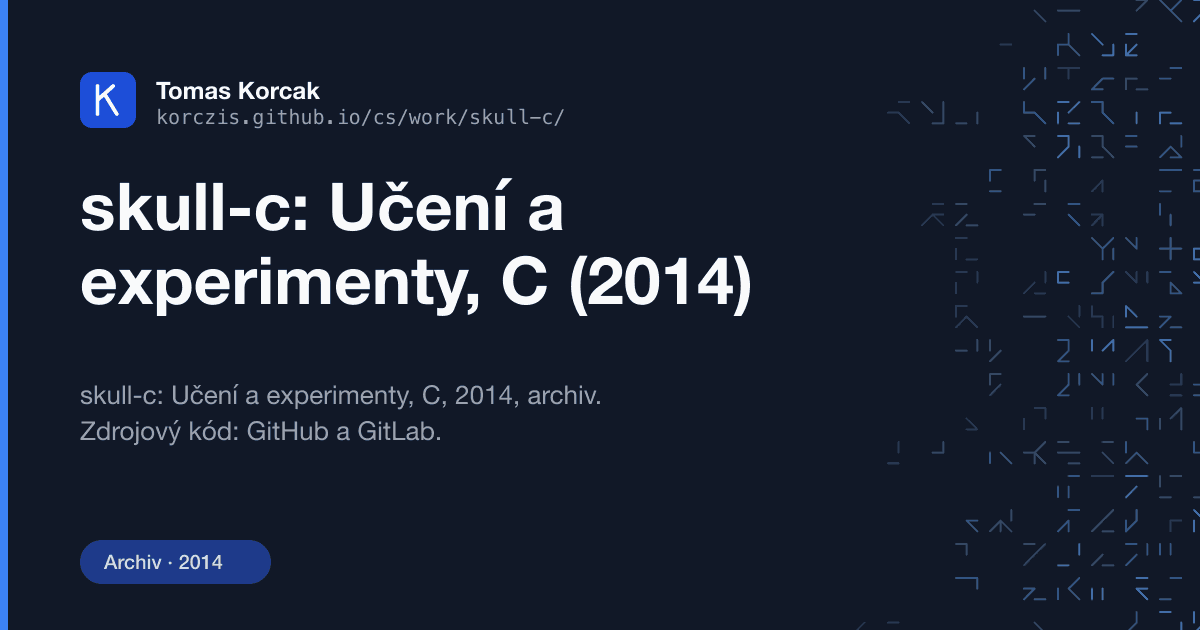 K
Tomas Korcak
korczis.github.io/cs/work/skull-c/
skull-c: Učení a
experimenty, C (2014)
skull-c: Učení a experimenty, C, 2014, archiv.
Zdrojový kód: GitHub a GitLab.
Archiv · 2014